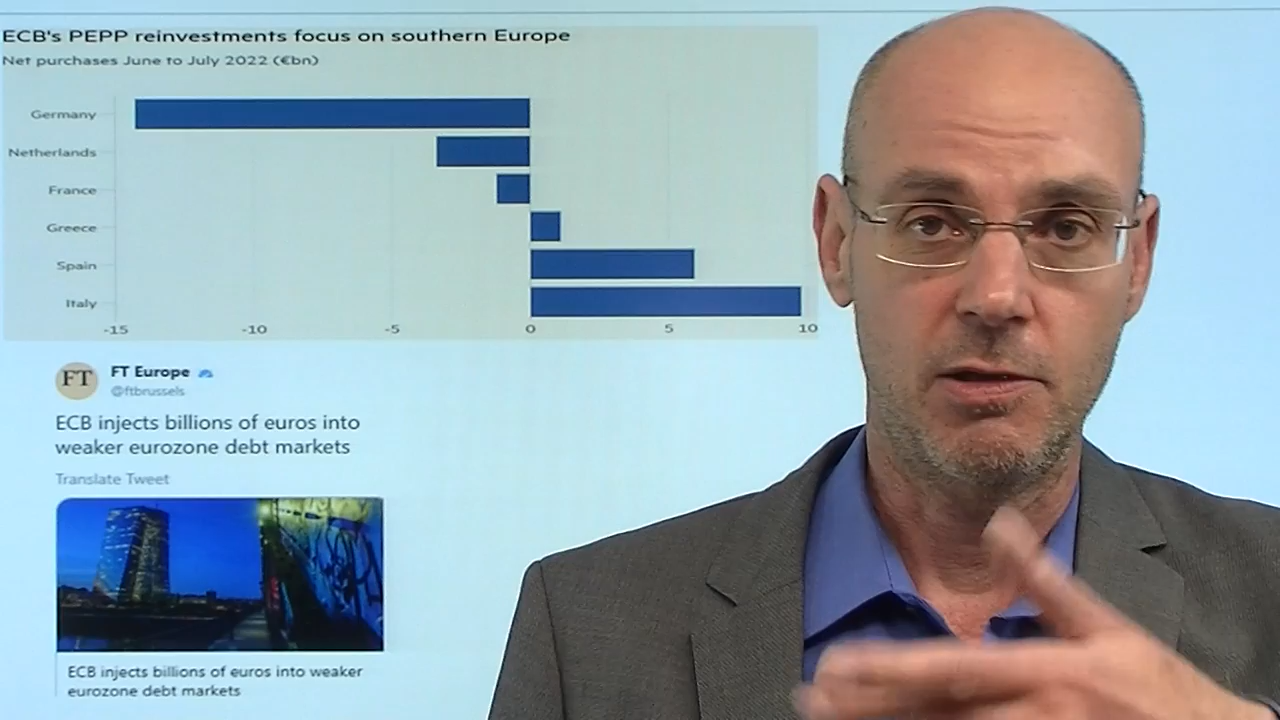 ECB's PEPP reinvestments focus on southern Europe
Net purchases June to July 2022 (€bn)
Germany
Netherlands
France
Greece
Spain
Italy
-15 -10 -5 0 5 10
FT FT Europe
@ftbrussels
ECB injects billions of euros into
weaker eurozone debt markets
Translate Tweet
ECB injects billions of euros into weaker
eurozone debt markets